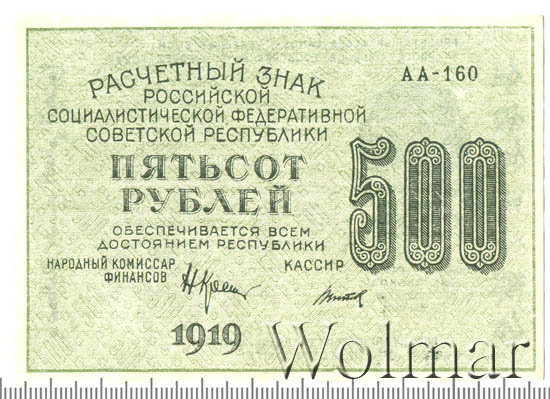 РАСЧЕТНЫЙ ЗНАК
РОССИЙСКОЙ
СОЦИАЛИСТИЧЕСКОЙ ФЕДЕРАТИВНОЙ
СОВЕТСКОЙ РЕСПУБЛИКИ
ПЯТЬСОТ
РУБЛЕЙ
ОБЕСПЕЧИВАЕТСЯ ВСЕМ
ДОСТОЯНИЕМ РЕСПУБЛИКИ
НАРОДНЫЙ КОМИССАР
ФИНАНСОВ
КАССИР
1919
АА-160
500
Wolmar